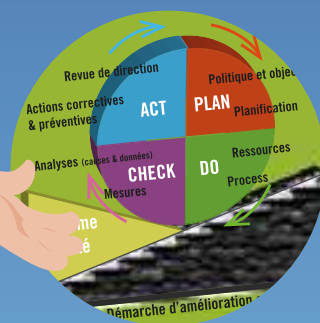 Revue de direction
Politique et objec
Actions correctives
& préventives
ACT
PLAN
Planification
Analyses (causes & données)
CHECK
DO
Ressources
Mesures
Process
me
é
Démarche d'amélioration